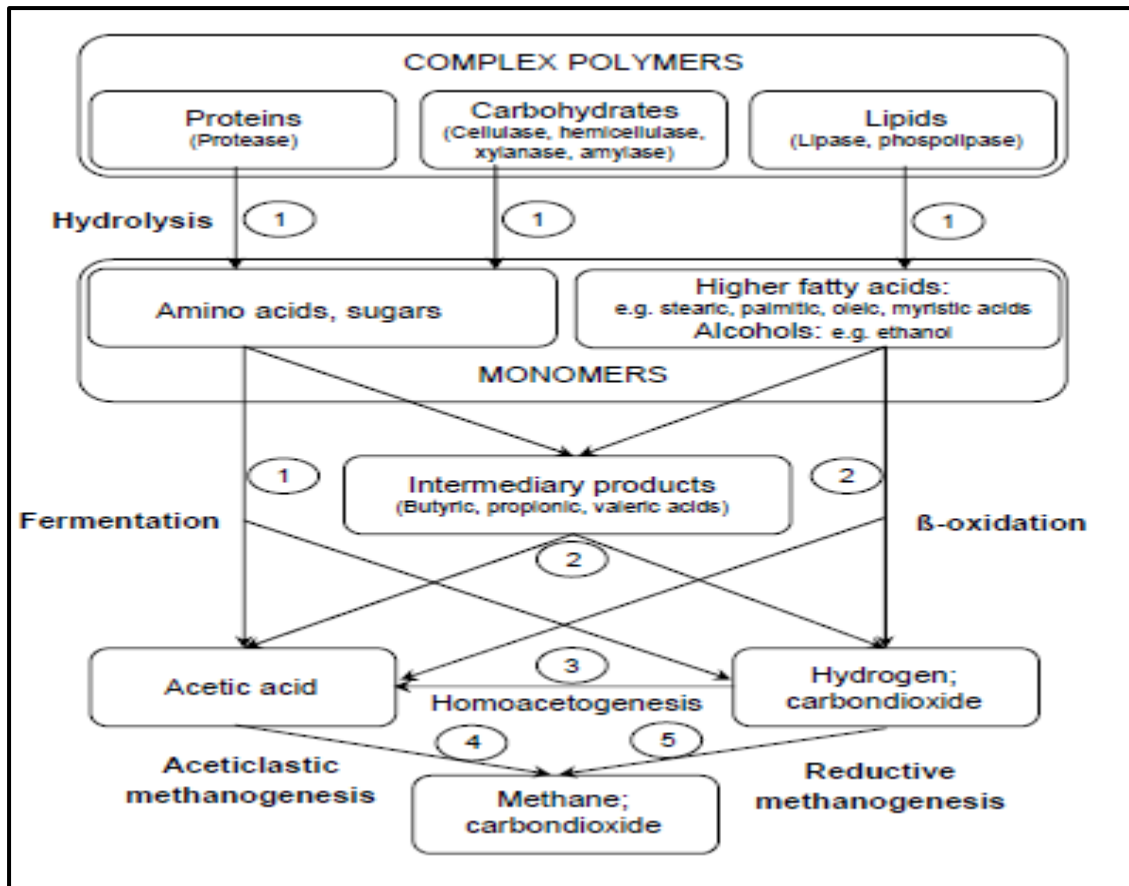 COMPLEX POLYMERS
Proteins
(Protease)
Carbohydrates
(Cellulase, hemicellulase,
xylanase, amylase)
Lipids
(Lipase, phospolipase)
Hydrolysis
1
1
1
Amino acids, sugars
Higher fatty acids:
e.g. stearic, palmitic, oleic, myristic acids
Alcohols: e.g. ethanol
MONOMERS
1
Intermediary products
(Butyric, propionic, valeric acids)
2
Fermentation
2
ß-oxidation
Acetic acid
3
Homoacetogenesis
Hydrogen;
carbondioxide
4
5
Aceticlastic
methanogenesis
Methane;
carbondioxide
Reductive
methanogenesis